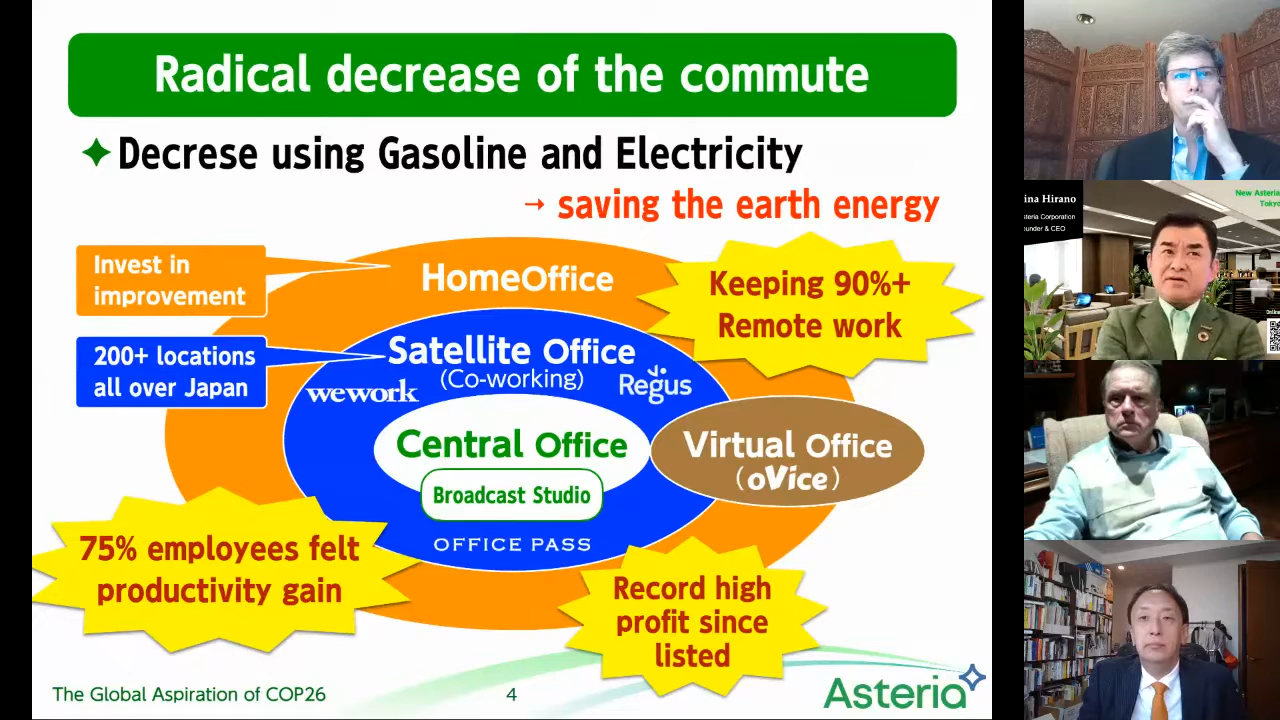 Radical decrease of the commute
Decrese using Gasoline and Electricity
→ saving the earth energy
Invest in
improvement
HomeOffice
Keeping 90%+
Remote work
200+ locations
all over Japan
Satellite Office
(Co-working)
wework
Regus
Central Office
Broadcast Studio
Virtual Office
(oVice)
OFFICE PASS
75% employees felt
productivity gain
Record high
profit since
listed
The Global Aspiration of COP26
4
Asteria
ina Hirano
steria Corporation
ounder & CEO
New Asteria
Tokyo
Online